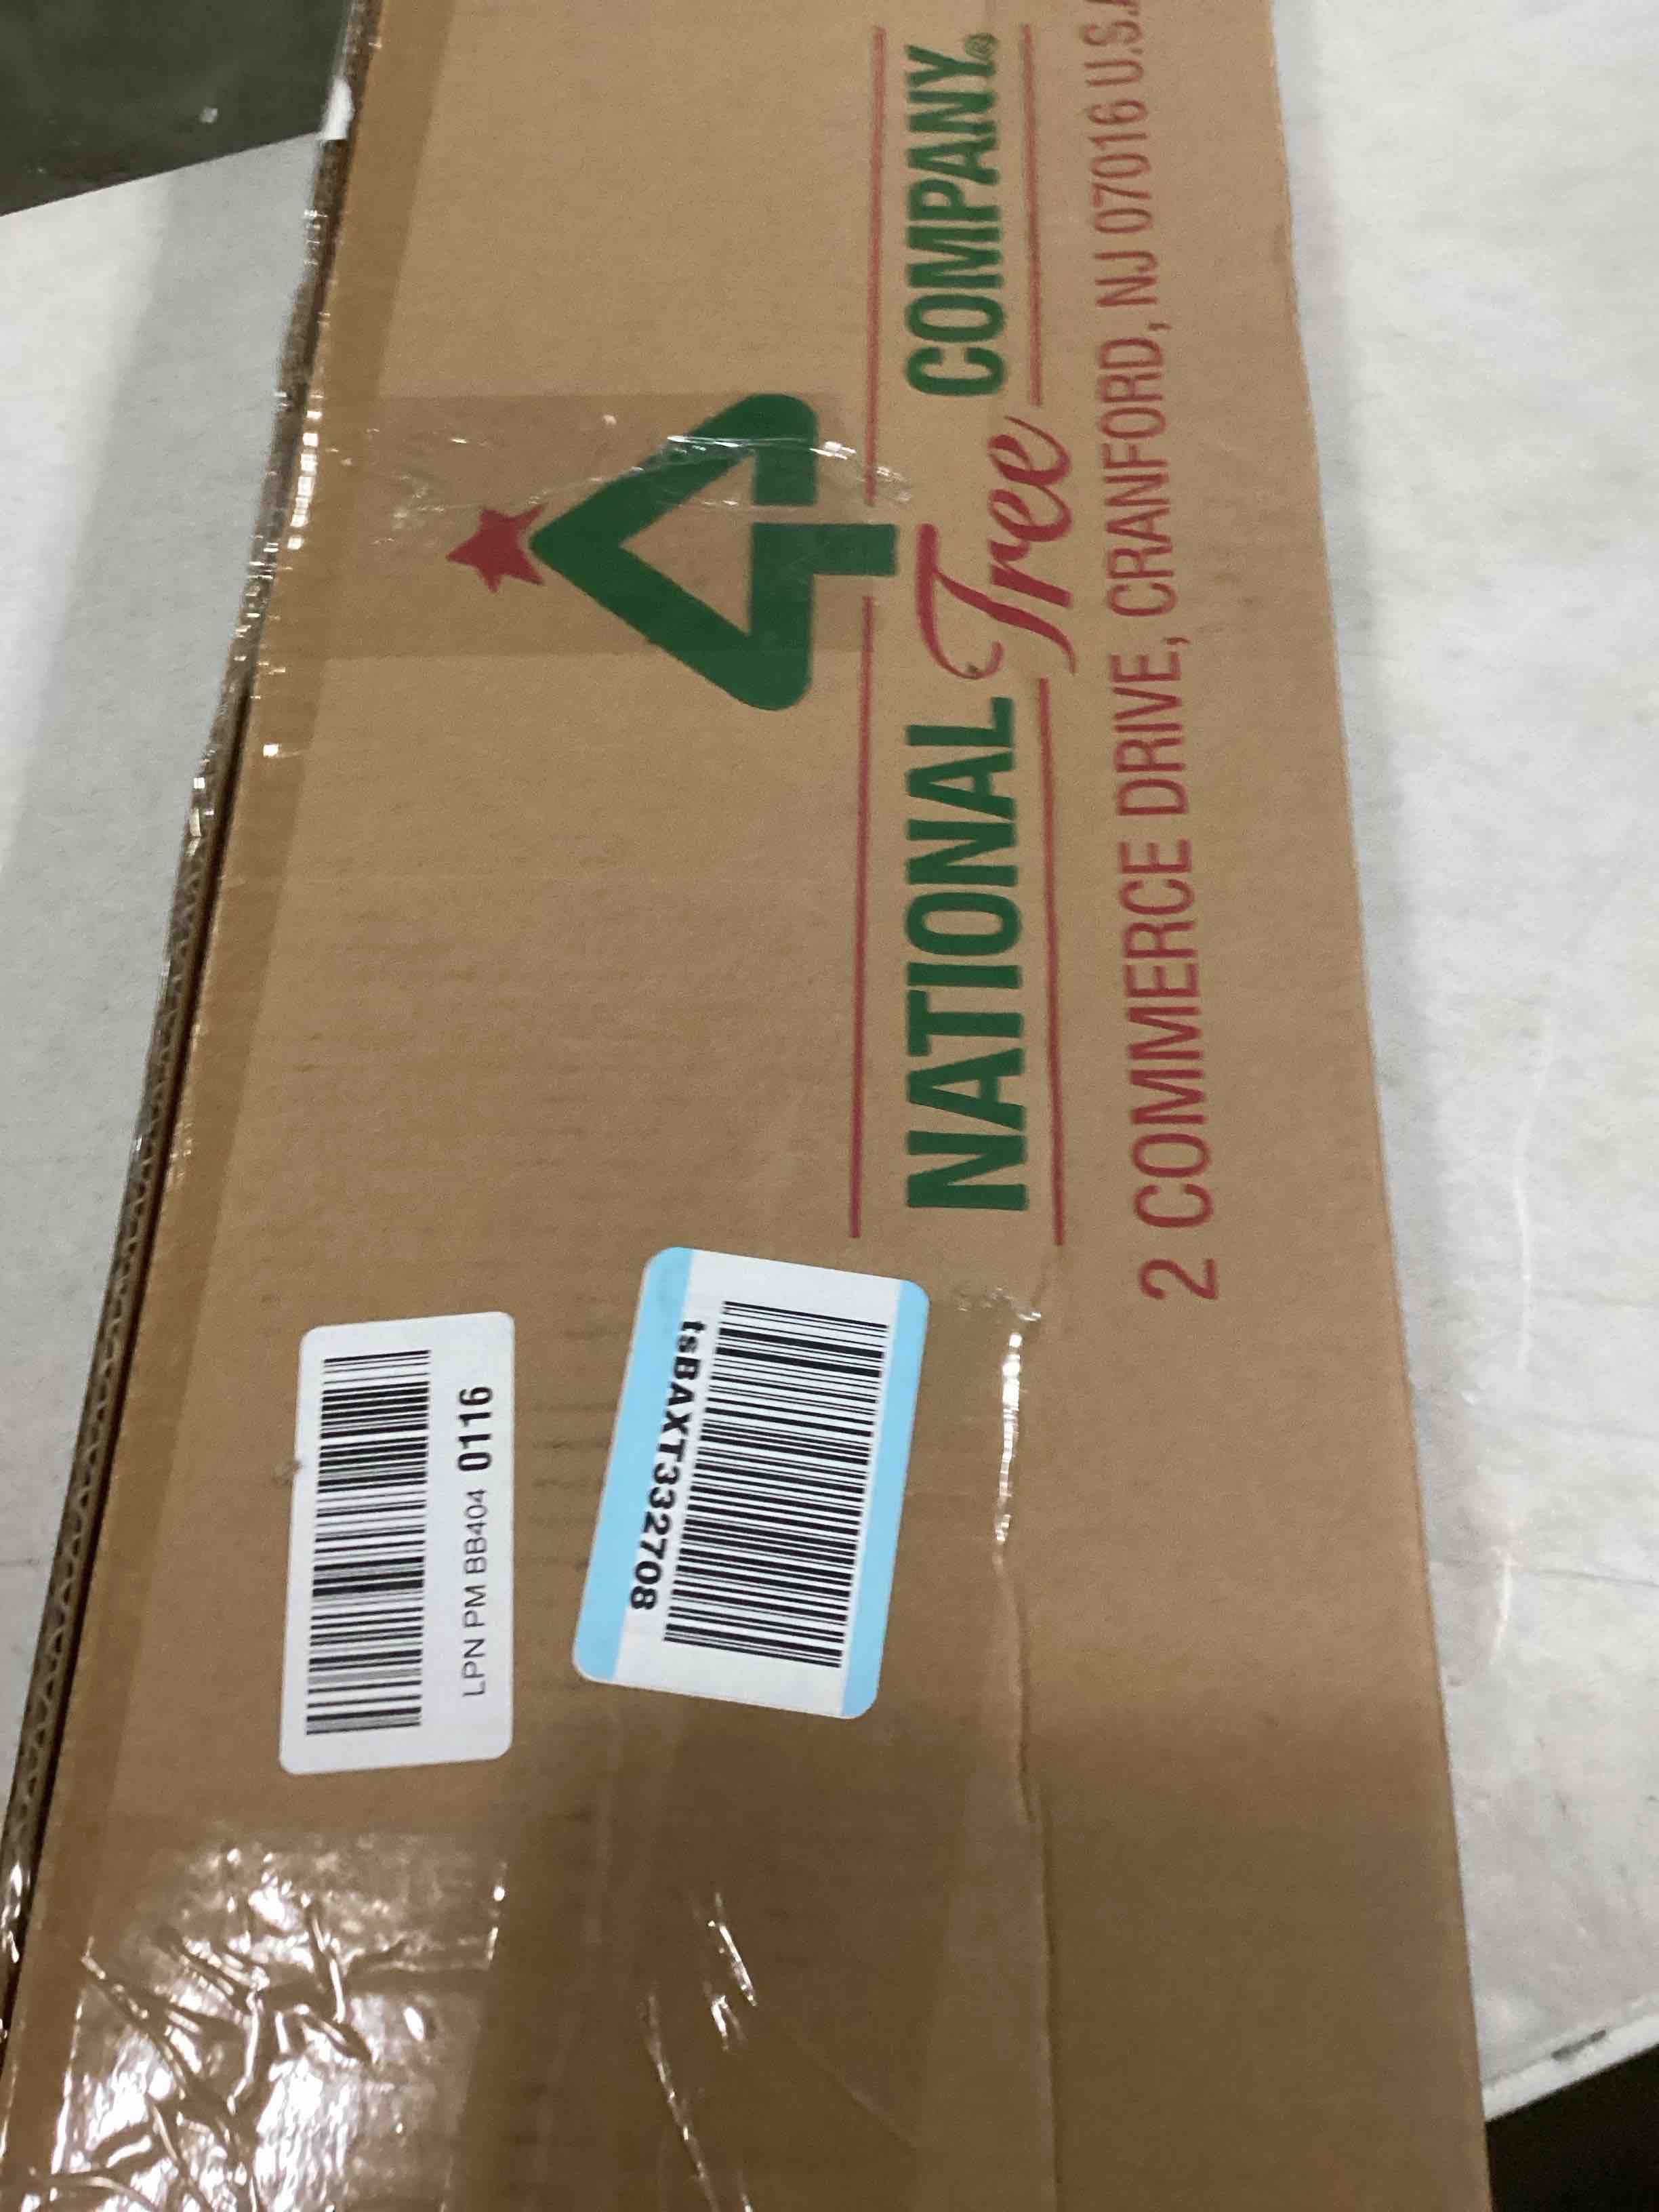 NATIONAL Tree COMPANY®
2 COMMERCE DRIVE, CRANFORD, NJ 07016 U.S.A
LPN PM BB404 0116
tsBAXT332708